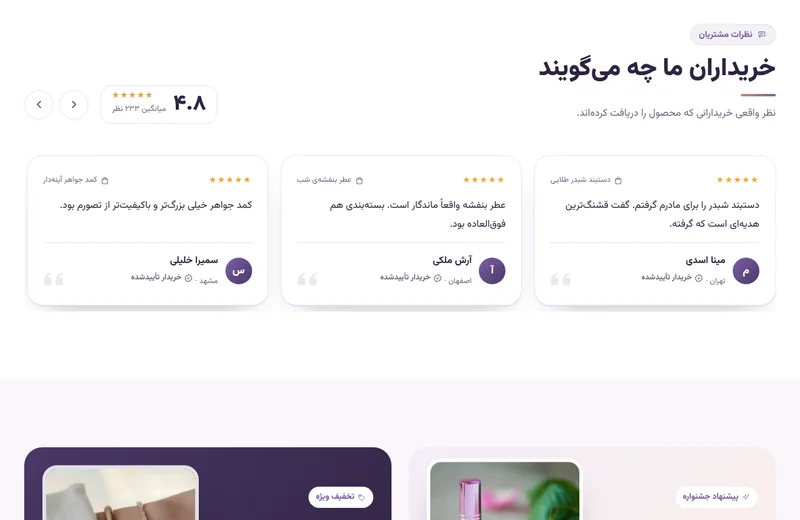 نظرات مشتریان
خریداران ما چه می‌گویند
نظر واقعی خریدارانی که محصول را دریافت کرده‌اند.
۴.۸
★★★★★
میانگین ۲۳۳ نظر
★★★★★
دستبند شبدر طلایی
دستبند شبدر را برای مادرم گرفتم. گفت قشنگ‌ترین
هدیه‌ای است که گرفته.
م
مینا اسدی
تهران · خریدار تأییدشده
★★★★★
عطر بنفشه‌ی شب
عطر بنفشه واقعاً ماندگار است. بسته‌بندی هم
فوق‌العاده بود.
آ
آرش ملکی
اصفهان · خریدار تأییدشده
★★★★★
کمد جواهر آینه‌دار
کمد جواهر خیلی بزرگ‌تر و باکیفیت‌تر از تصورم بود.
س
سمیرا خلیلی
مشهد · خریدار تأییدشده
پیشنهاد جشنواره
تخفیف ویژه